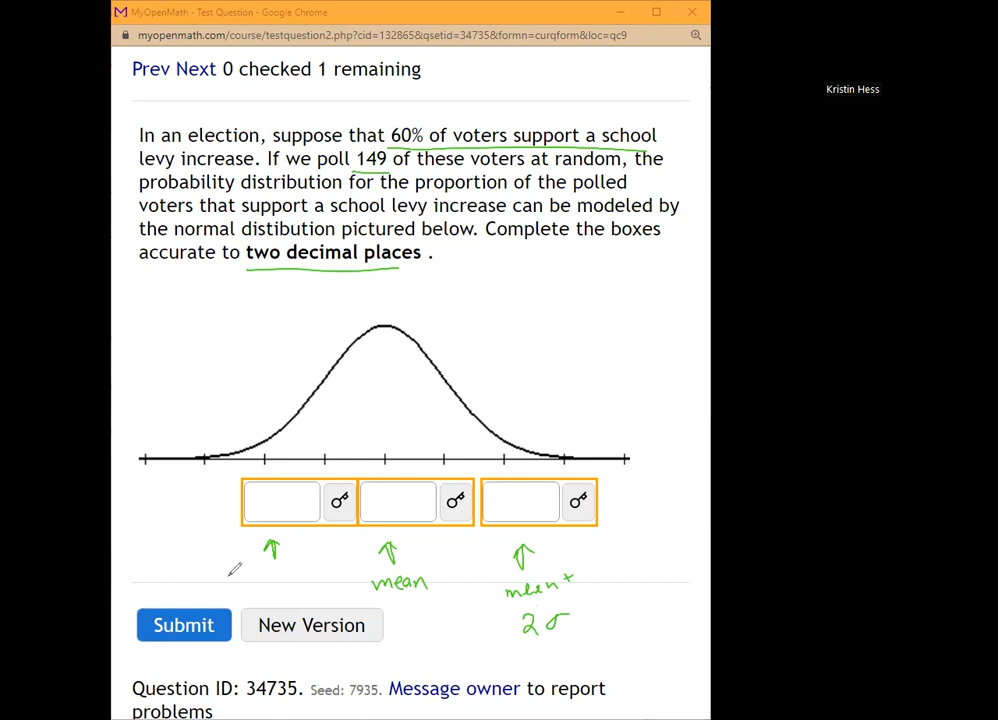 MyOpenMath - Test Question - Google Chrome
myopenmath.com/course/testquestion2.php?cid=132865&qsetid=34735&formn=curqform&loc=qc9
Kristin Hess
Prev Next 0 checked 1 remaining
In an election, suppose that 60% of voters support a school
levy increase. If we poll 149 of these voters at random, the
probability distribution for the proportion of the polled
voters that support a school levy increase can be modeled by
the normal distibution pictured below. Complete the boxes
accurate to two decimal places .
mean
mean +
2 σ
Submit New Version
Question ID: 34735. Seed: 7935. Message owner to report
problems